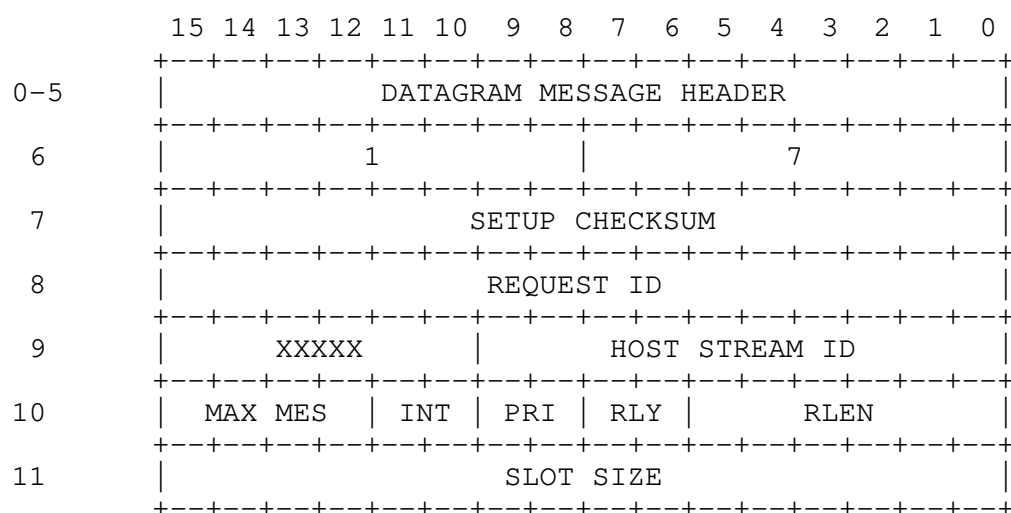 15 14 13 12 11 10 9 8 7 6 5 4 3 2 1 0
+--+--+--+--+--+--+--+--+--+--+--+--+--+--+--+--+
0-5 | DATAGRAM MESSAGE HEADER |
+--+--+--+--+--+--+--+--+--+--+--+--+--+--+--+--+
6 | 1 | 7 |
+--+--+--+--+--+--+--+--+--+--+--+--+--+--+--+--+
7 | SETUP CHECKSUM |
+--+--+--+--+--+--+--+--+--+--+--+--+--+--+--+--+
8 | REQUEST ID |
+--+--+--+--+--+--+--+--+--+--+--+--+--+--+--+--+
9 | XXXXX | HOST STREAM ID |
+--+--+--+--+--+--+--+--+--+--+--+--+--+--+--+--+
10 | MAX MES | INT | PRI | RLY | RLEN |
+--+--+--+--+--+--+--+--+--+--+--+--+--+--+--+--+
11 | SLOT SIZE |
+--+--+--+--+--+--+--+--+--+--+--+--+--+--+--+--+